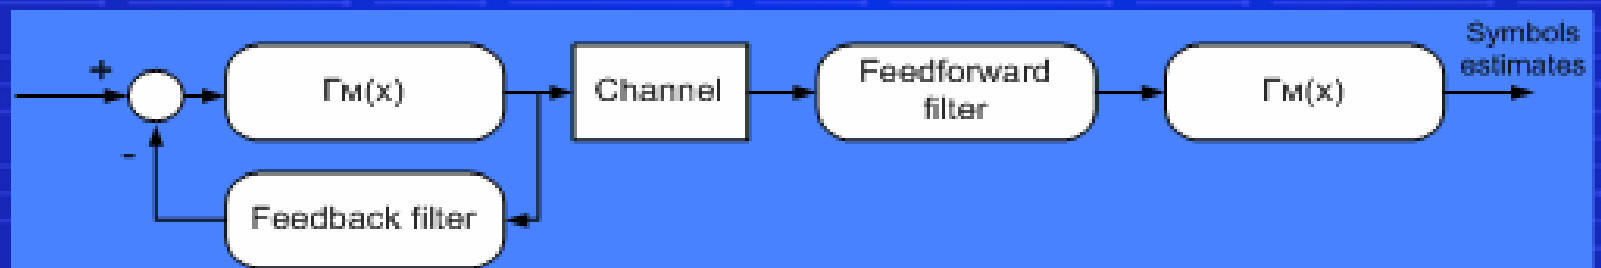 +
Γм(x)
Channel
Feedforward
filter
Γм(x)
Symbols
estimates
-
Feedback filter